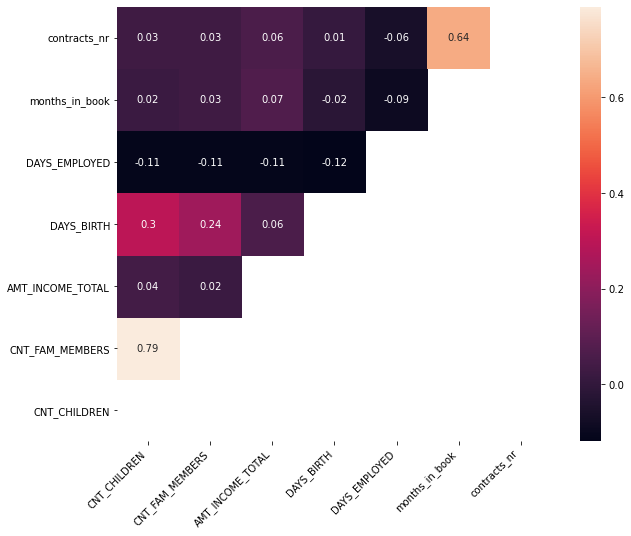 contracts_nr 0.03 0.03 0.06 0.01 -0.06 0.64
months_in_book 0.02 0.03 0.07 -0.02 -0.09
DAYS_EMPLOYED -0.11 -0.11 -0.11 -0.12
DAYS_BIRTH 0.3 0.24 0.06
AMT_INCOME_TOTAL 0.04 0.02
CNT_FAM_MEMBERS 0.79
CNT_CHILDREN
CNT_CHILDREN
CNT_FAM_MEMBERS
AMT_INCOME_TOTAL
DAYS_BIRTH
DAYS_EMPLOYED
months_in_book
contracts_nr
0.6
0.4
0.2
0.0